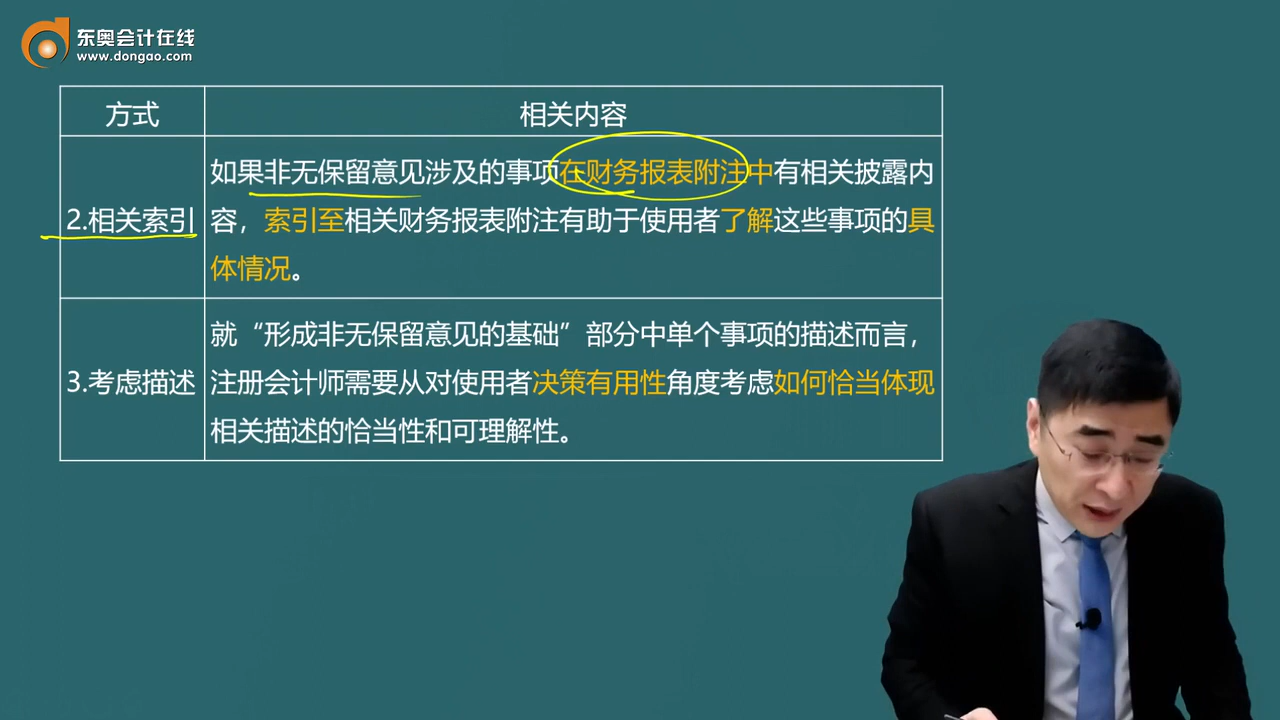 东奥会计在线
www.dongao.com
方式
相关内容
2.相关索引
如果非无保留意见涉及的事项在财务报表附注中有相关披露内
容，索引至相关财务报表附注有助于使用者了解这些事项的具
体情况。
3.考虑描述
就“形成非无保留意见的基础”部分中单个事项的描述而言，
注册会计师需要从对使用者决策有用性角度考虑如何恰当体现
相关描述的恰当性和可理解性。